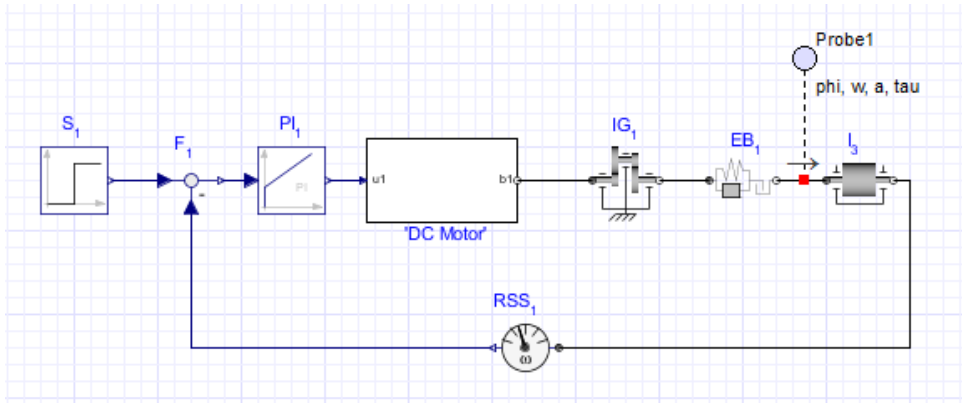 Probe1
phi, w, a, tau
S1
F1
PI1
IG1
EB1
I3
PI
u1
b1
-
'DC Motor'
RSS1
ω